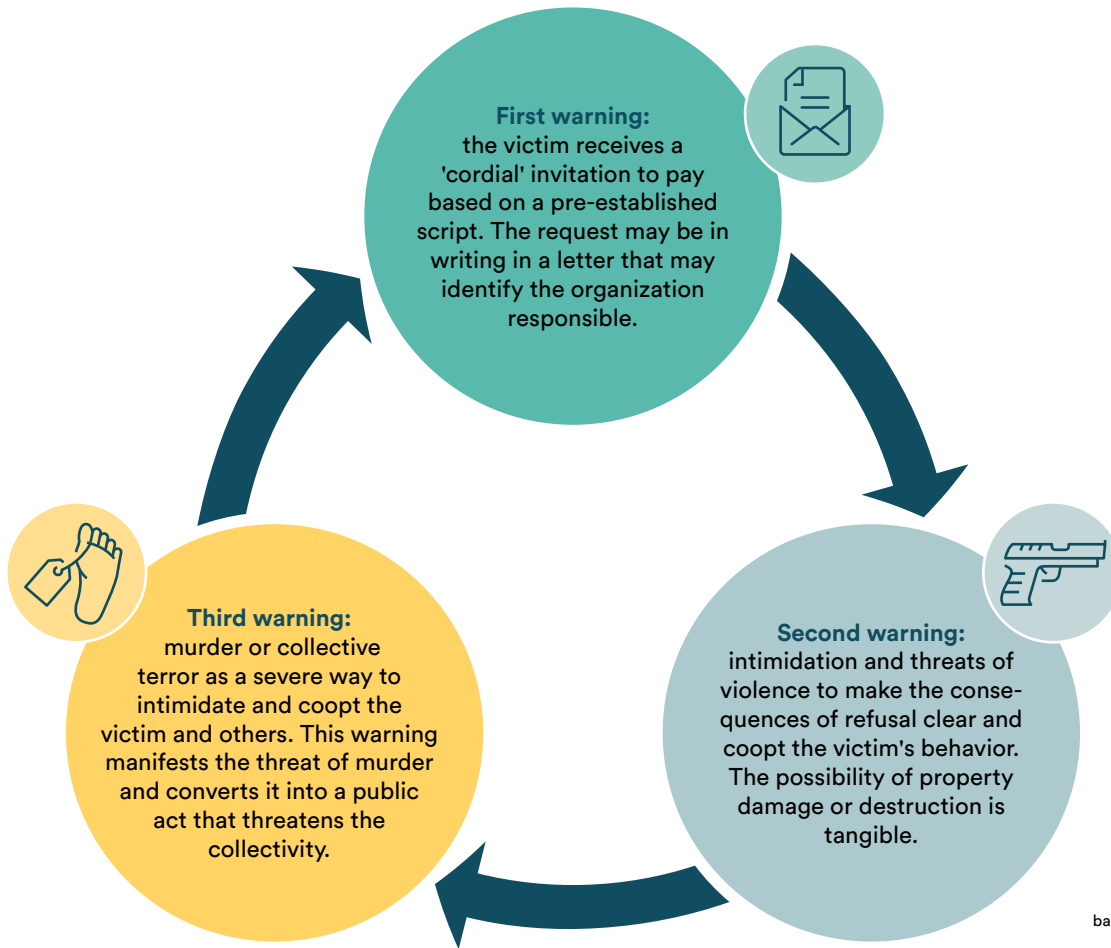 First warning:
the victim receives a
'cordial' invitation to pay
based on a pre-established
script. The request may be in
writing in a letter that may
identify the organization
responsible.
Second warning:
intimidation and threats of
violence to make the conse-
quences of refusal clear and
coopt the victim's behavior.
The possibility of property
damage or destruction is
tangible.
Third warning:
murder or collective
terror as a severe way to
intimidate and coopt the
victim and others. This warning
manifests the threat of murder
and converts it into a public
act that threatens the
collectivity.
ba